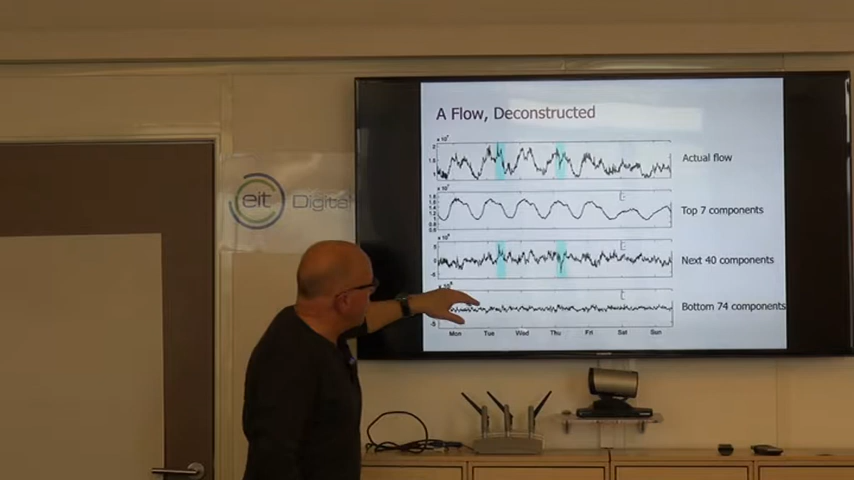 A Flow, Deconstructed
Actual flow
Top 7 components
Next 40 components
Bottom 74 components
Mon Tue Wed Thu Fri Sat Sun
eit Digital